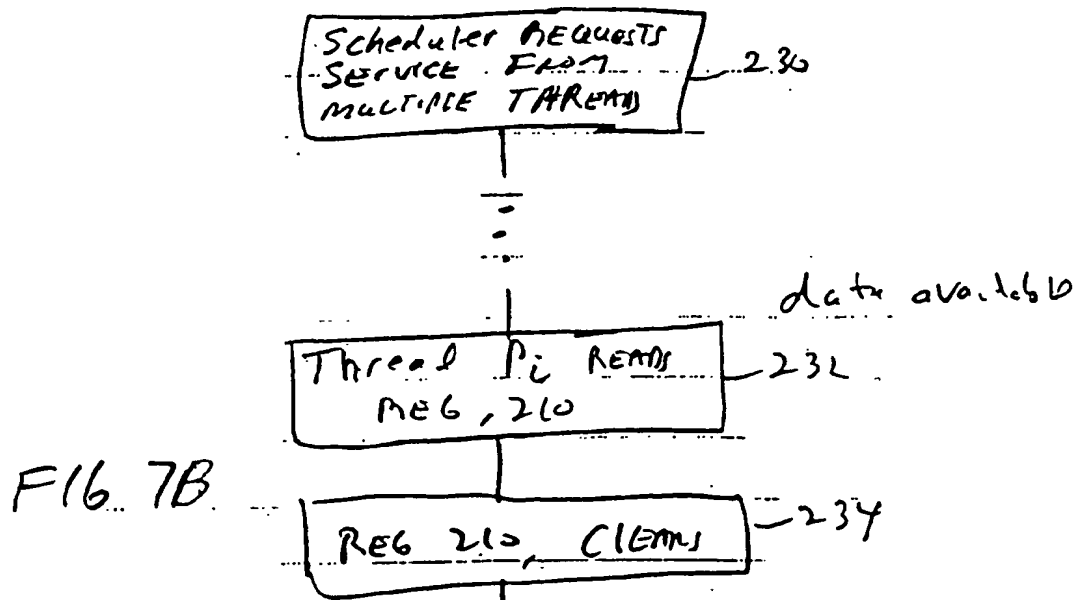 Scheduler REQUESTS
SERVICE FROM
MULTIPLE THREADS
230
data available
Thread Pi READS
REG, 210
232
FIG. 7B
REG 210, CLEARS
234